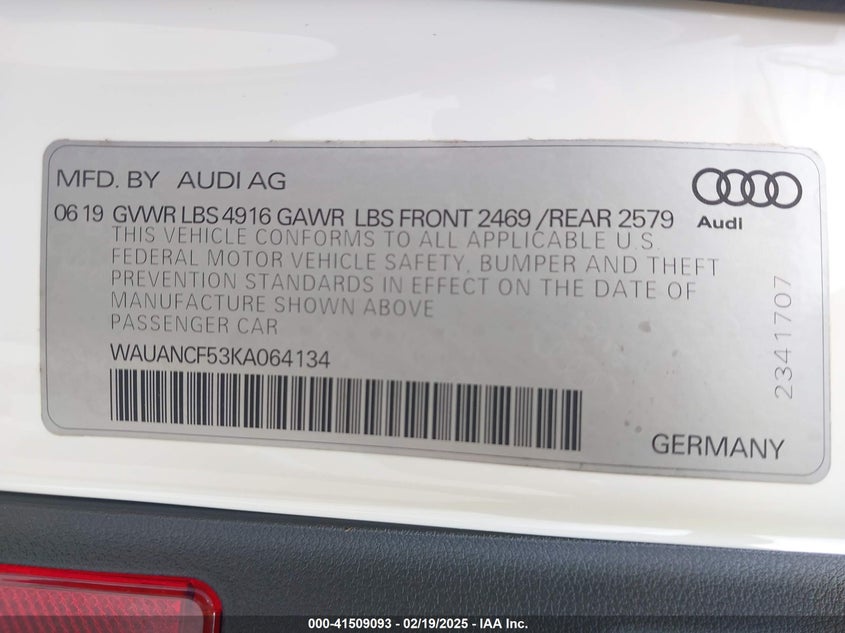 MFD. BY AUDI AG
Audi
06 19 GVWR LBS 4916 GAWR LBS FRONT 2469 /REAR 2579
THIS VEHICLE CONFORMS TO ALL APPLICABLE U.S.
FEDERAL MOTOR VEHICLE SAFETY, BUMPER AND THEFT
PREVENTION STANDARDS IN EFFECT ON THE DATE OF
MANUFACTURE SHOWN ABOVE
PASSENGER CAR
WAUANCF53KA064134
2341707
GERMANY
000-41509093 - 02/19/2025 - IAA Inc.